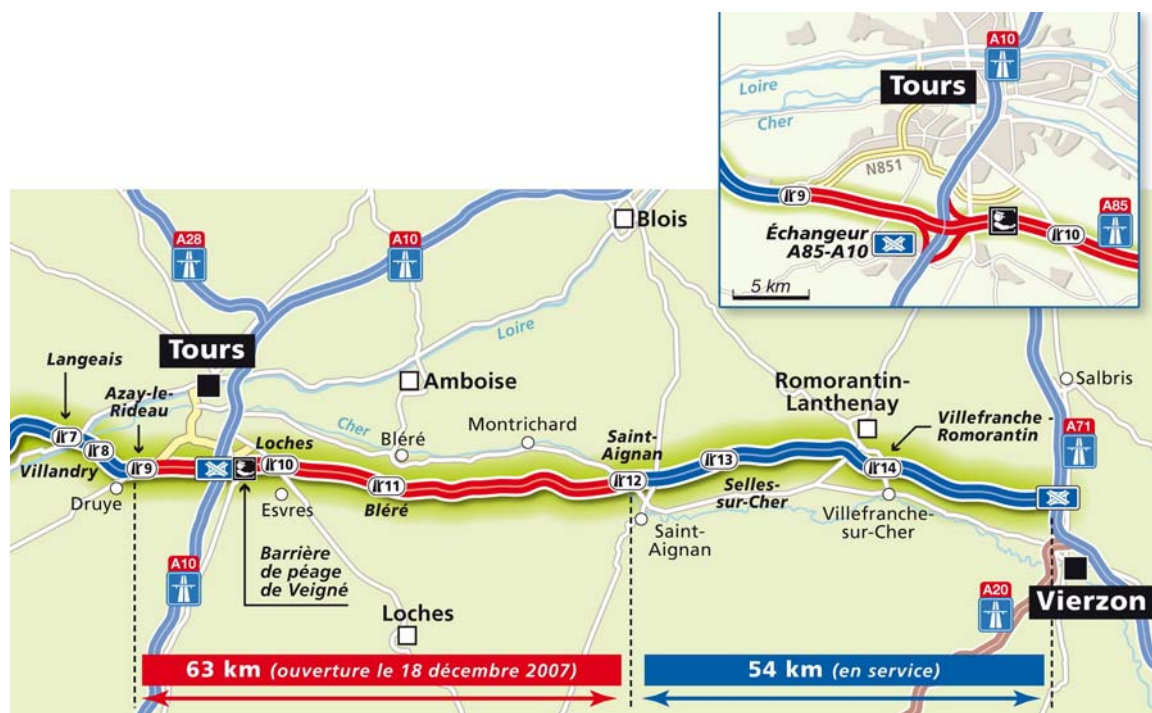 A10
Tours
Loire
Cher
N851
9
A85
10
Échangeur
A85-A10
5 km
Blois
A28
A10
Loire
Langeais
Tours
Azay-le-
Rideau
Amboise
Romorantin-
Lanthenay
Salbris
Cher
Bléré
Montrichard
Villefranche -
Romorantin
A71
7
8
9
Loches
10
Saint-
Aignan
13
14
Villandry
11
12
Selles-
sur-Cher
Druye
Esvres
Bléré
Saint-
Aignan
Villefranche-
sur-Cher
Barrière
de péage
de Veigné
A10
Loches
A20
Vierzon
63 km (ouverture le 18 décembre 2007)
54 km (en service)